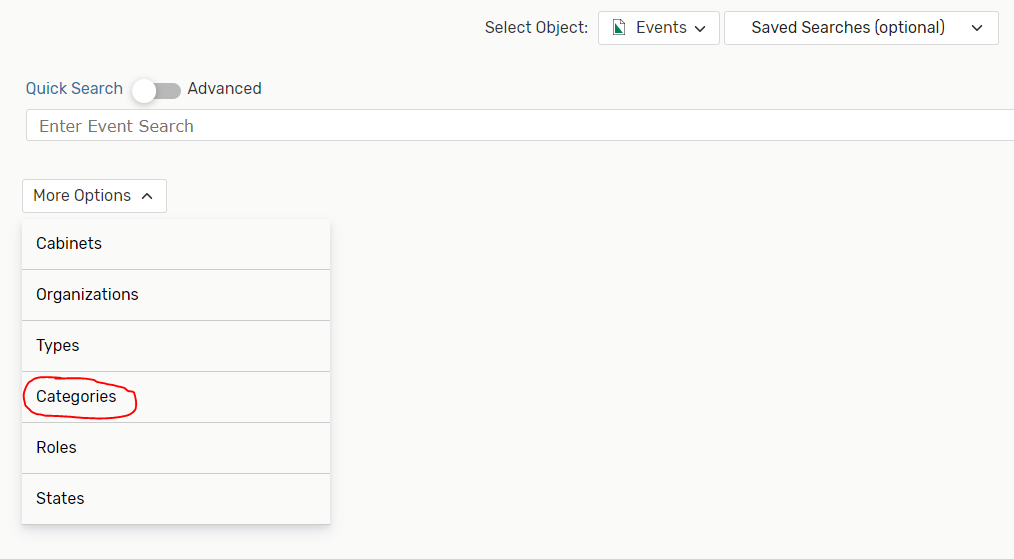 Select Object: Events Saved Searches (optional)
Quick Search Advanced
Enter Event Search
More Options
Cabinets
Organizations
Types
Categories
Roles
States